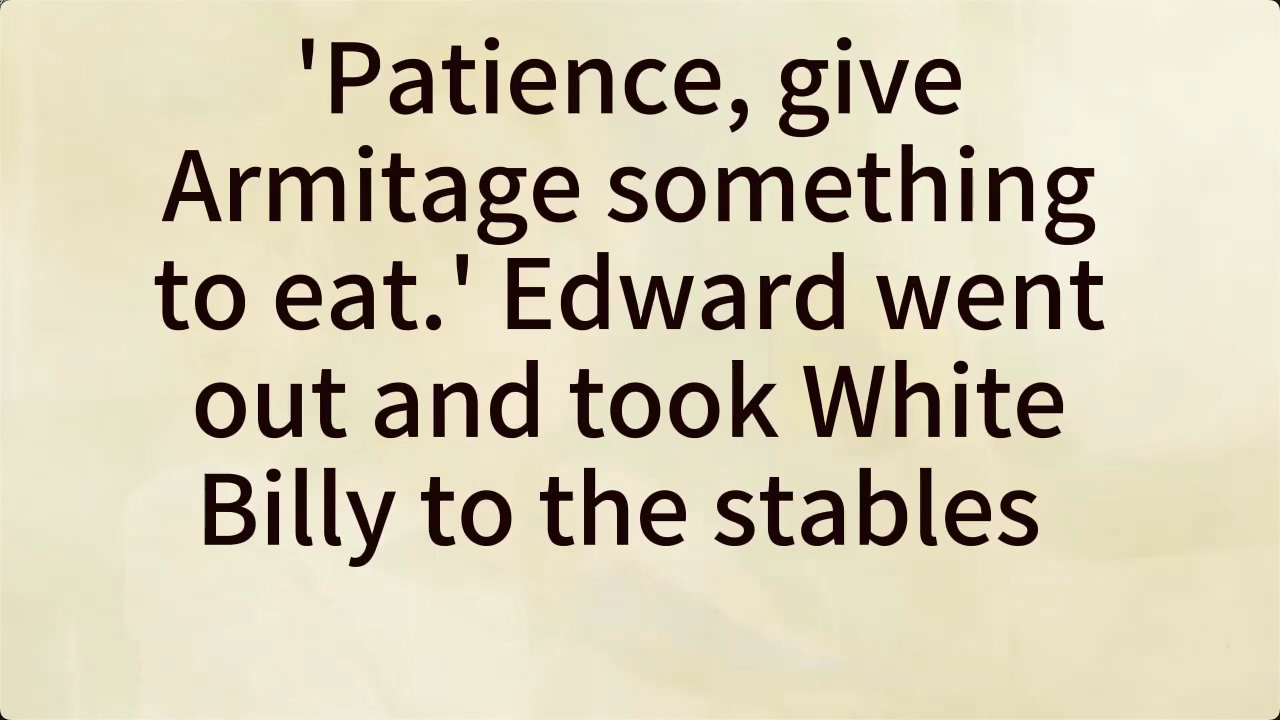 'Patience, give
Armitage something
to eat.' Edward went
out and took White
Billy to the stables